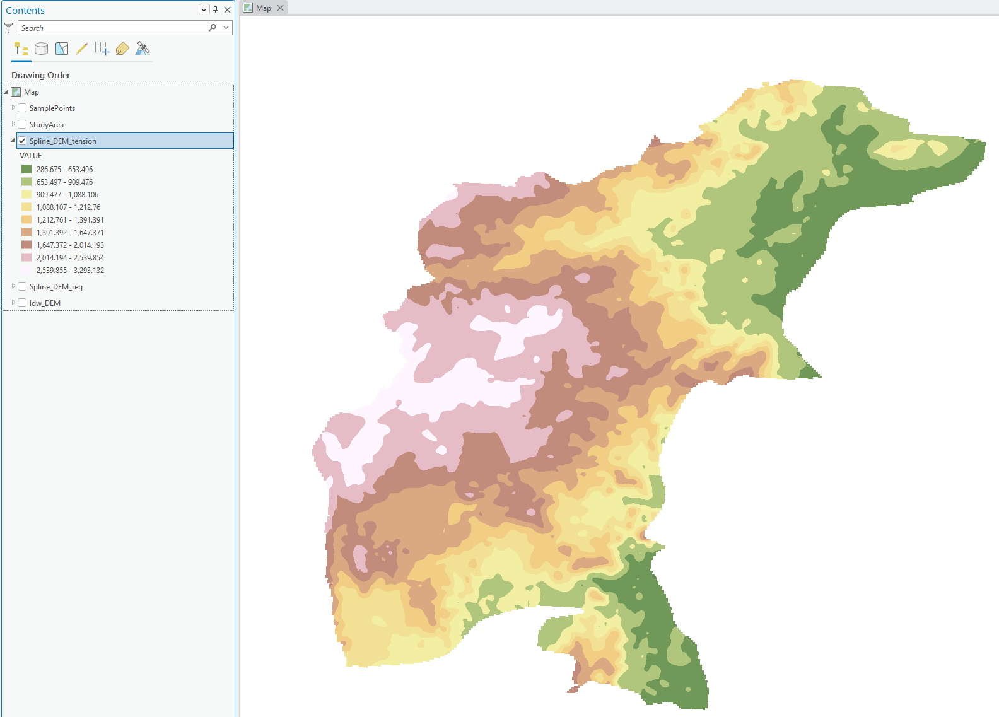 Contents
Map
Search
Drawing Order
Map
SamplePoints
StudyArea
Spline_DEM_tension
VALUE
286.675 - 653.496
653.497 - 909.476
909.477 - 1,088.106
1,088.107 - 1,212.76
1,212.761 - 1,391.391
1,391.392 - 1,647.371
1,647.372 - 2,014.193
2,014.194 - 2,539.854
2,539.855 - 3,293.132
Spline_DEM_reg
Idw_DEM